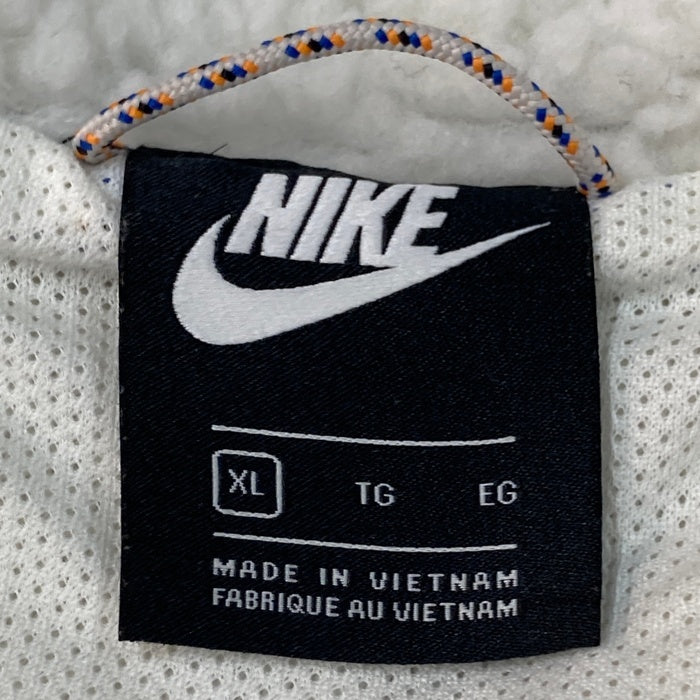 NIKE
XL TG EG
MADE IN VIETNAM
FABRIQUE AU VIETNAM